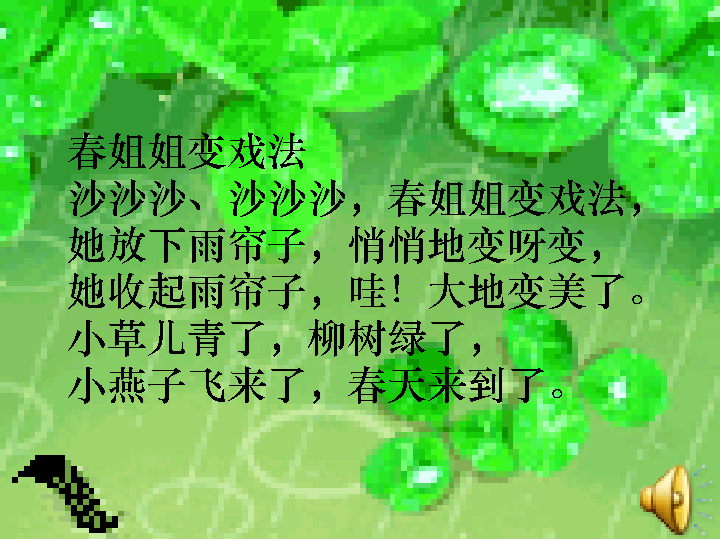 春姐姐变戏法
沙沙沙、沙沙沙，春姐姐变戏法，
她放下雨帘子，悄悄地变呀变，
她收起雨帘子，哇！大地变美了。
小草儿青了，柳树绿了，
小燕子飞来了，春天来到了。